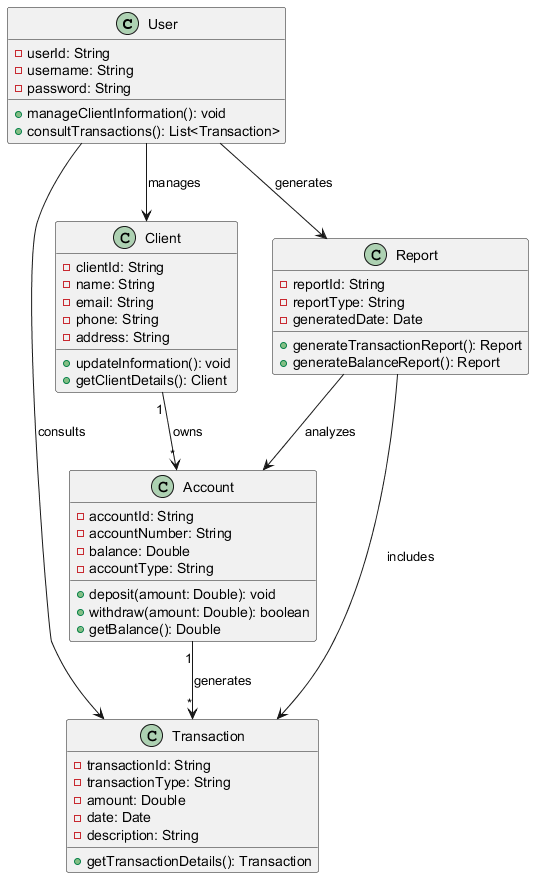 C User
userId: String
username: String
password: String
manageClientInformation(): void
consultTransactions(): List<Transaction>
manages
generates
C Client
clientId: String
name: String
email: String
phone: String
address: String
updateInformation(): void
getClientDetails(): Client
C Report
reportId: String
reportType: String
generatedDate: Date
generateTransactionReport(): Report
generateBalanceReport(): Report
1
owns
*
consults
analyzes
includes
C Account
accountId: String
accountNumber: String
balance: Double
accountType: String
deposit(amount: Double): void
withdraw(amount: Double): boolean
getBalance(): Double
1
generates
*
C Transaction
transactionId: String
transactionType: String
amount: Double
date: Date
description: String
getTransactionDetails(): Transaction